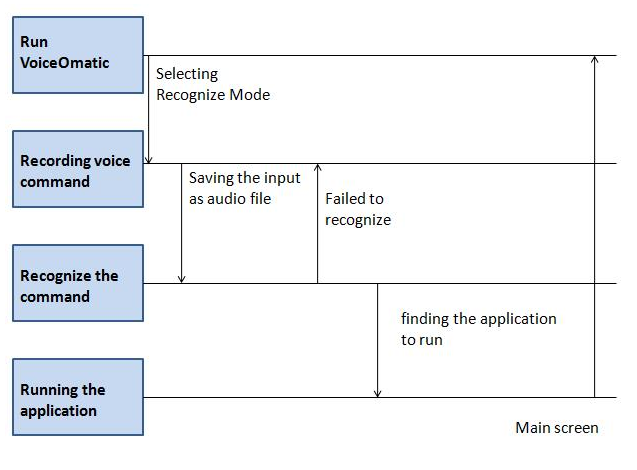 Run
VoiceOmatic
Selecting
Recognize Mode
Recording voice
command
Saving the input
as audio file
Failed to
recognize
Recognize the
command
finding the application
to run
Running the
application
Main screen